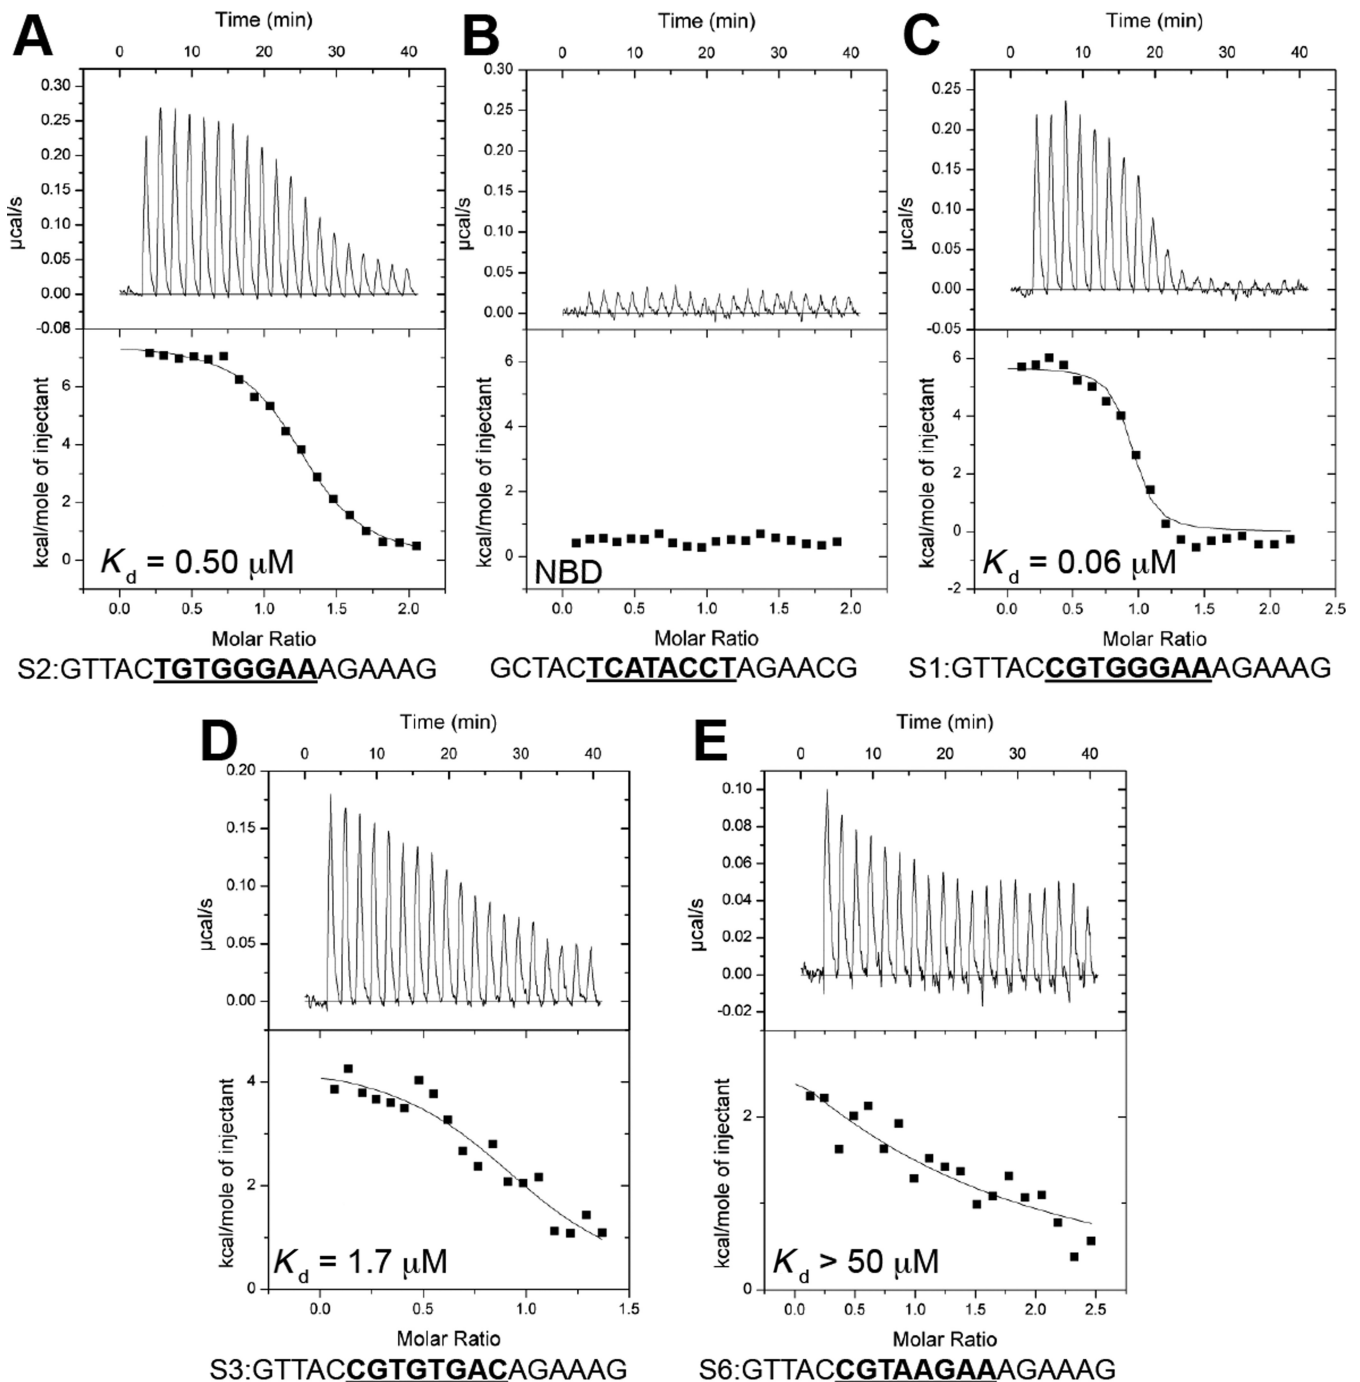 A
Time (min)
0 10 20 30 40
0.30
0.25
0.20
0.15
0.10
0.05
0.00
-0.05
µcal/s
6
4
2
0
kcal/mole of injectant
Kd = 0.50 µM
0.0 0.5 1.0 1.5 2.0
Molar Ratio
S2:GTTACTGTGGGAAAGAAAG
B
Time (min)
0 10 20 30 40
0.30
0.25
0.20
0.15
0.10
0.05
0.00
µcal/s
6
4
2
0
kcal/mole of injectant
NBD
0.0 0.5 1.0 1.5 2.0
Molar Ratio
GCTACTCATACCTAGAACG
C
Time (min)
0 10 20 30 40
0.25
0.20
0.15
0.10
0.05
0.00
-0.05
µcal/s
6
4
2
0
-2
kcal/mole of injectant
Kd = 0.06 µM
0.0 0.5 1.0 1.5 2.0 2.5
Molar Ratio
S1:GTTACCGTGGGAAAGAAAG
D
Time (min)
0 10 20 30 40
0.20
0.15
0.10
0.05
0.00
µcal/s
4
2
0
kcal/mole of injectant
Kd = 1.7 µM
0.0 0.5 1.0 1.5
Molar Ratio
S3:GTTACCGTGTGACAGAAAG
E
Time (min)
0 10 20 30 40
0.10
0.08
0.06
0.04
0.02
0.00
-0.02
µcal/s
2
0
kcal/mole of injectant
Kd > 50 µM
0.0 0.5 1.0 1.5 2.0 2.5
Molar Ratio
S6:GTTACCGTAAGAAAGAAAG